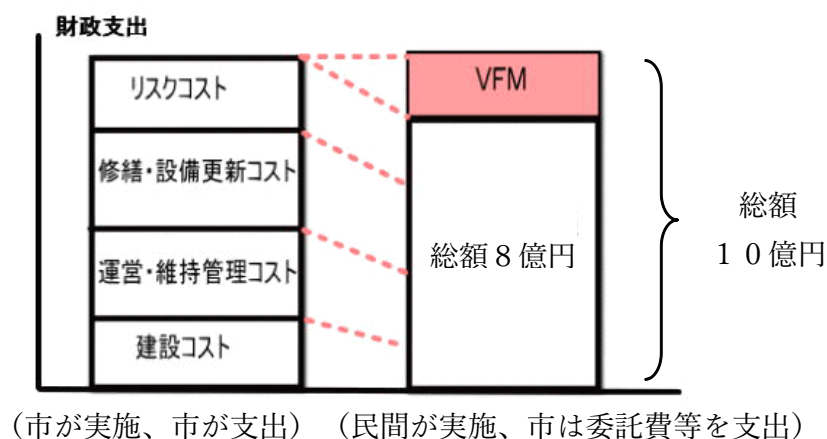 財政支出
リスクコスト
修繕・設備更新コスト
運営・維持管理コスト
建設コスト
VFM
総額８億円
総額
１０億円
（市が実施、市が支出）（民間が実施、市は委託費等を支出）